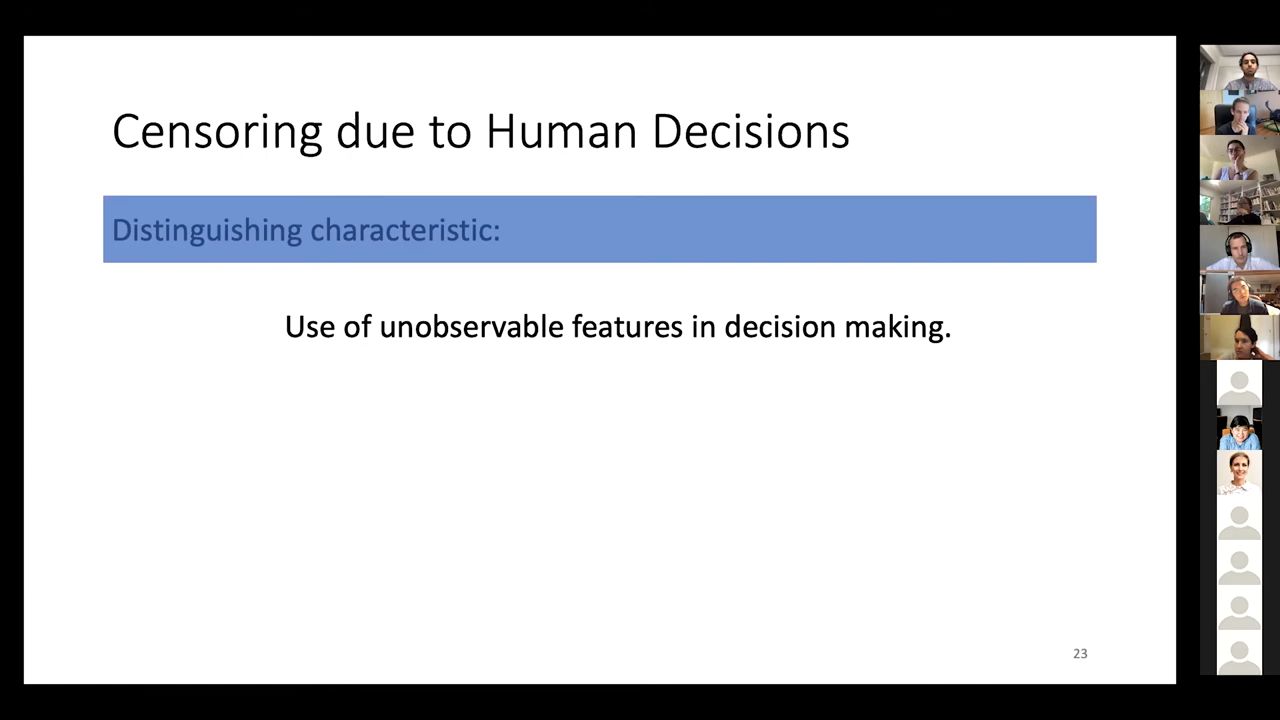 Censoring due to Human Decisions
Distinguishing characteristic:
Use of unobservable features in decision making.
23